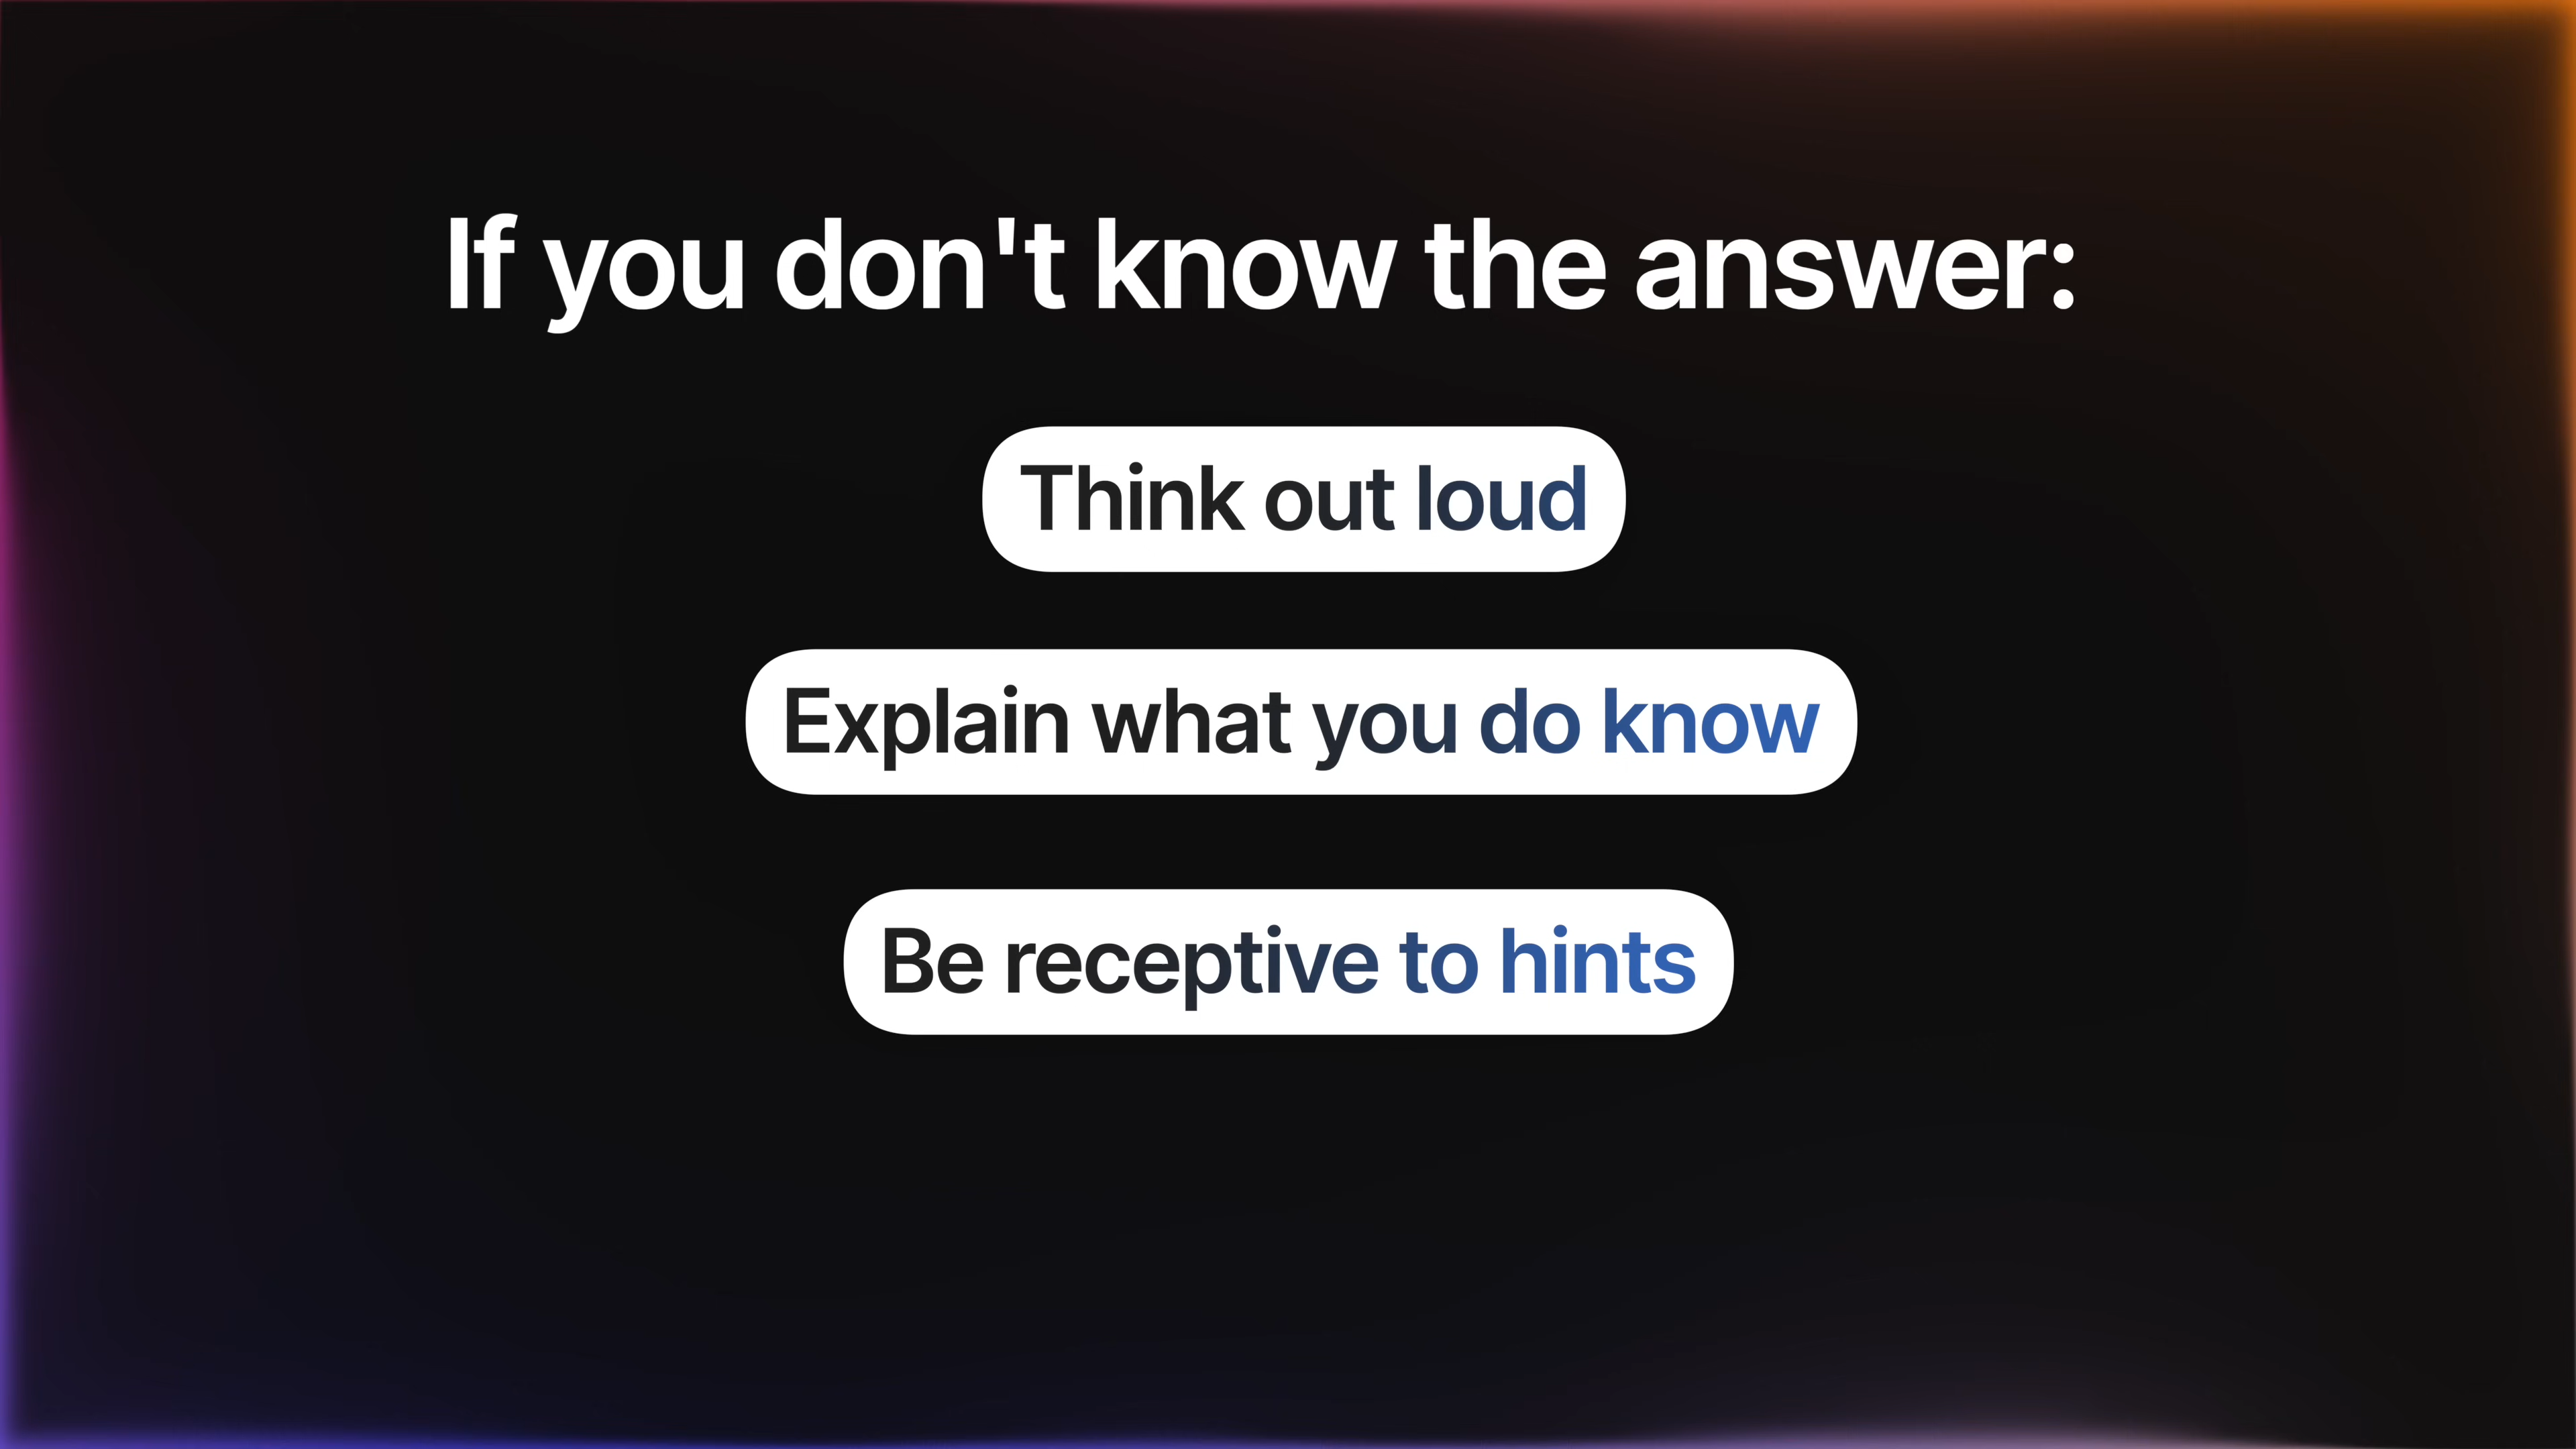 If you don't know the answer:
Think out loud
Explain what you do know
Be receptive to hints